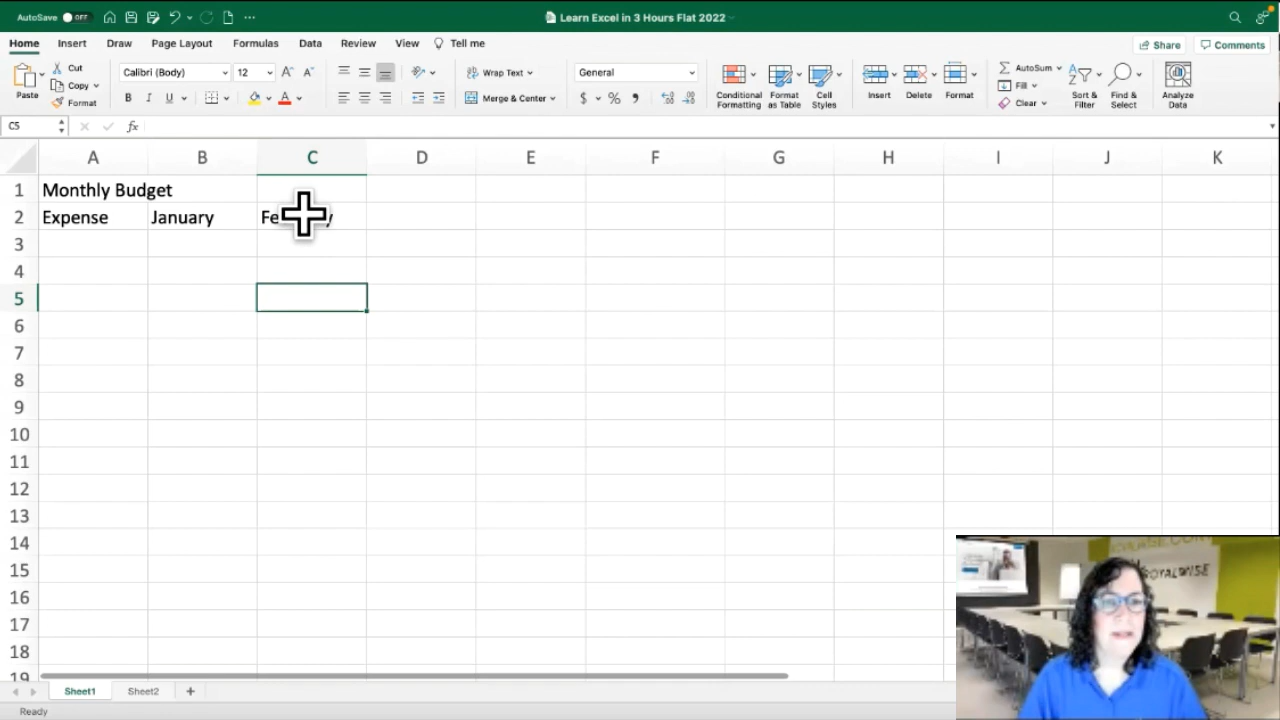 AutoSave OFF
Learn Excel in 3 Hours Flat 2022
Home Insert Draw Page Layout Formulas Data Review View Tell me
Share Comments
Paste
Cut
Copy
Format
Calibri (Body) 12
B I U
A A
Wrap Text
Merge & Center
General
$ % ,
Conditional Formatting
Format as Table
Cell Styles
Insert
Delete
Format
AutoSum
Fill
Clear
Sort & Filter
Find & Select
Analyze Data
C5 fx
A B C D E F G H I J K
1 Monthly Budget
2 Expense January
3
4
5
6
7
8
9
10
11
12
13
14
15
16
17
18
19
Sheet1 Sheet2 +
Ready